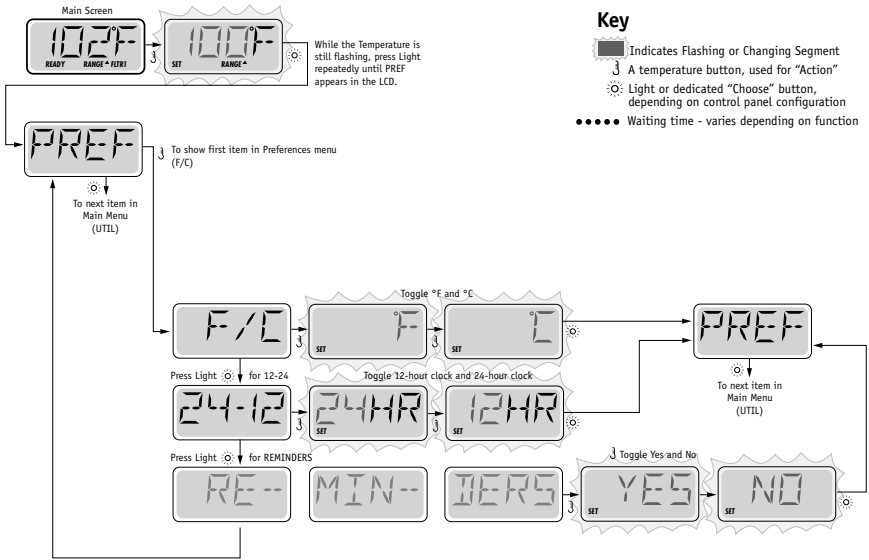 Main Screen
102°F
READY RANGE FLTR1
100°F
SET RANGE
While the Temperature is
still flashing, press Light
repeatedly until PREF
appears in the LCD.
Key
Indicates Flashing or Changing Segment
A temperature button, used for “Action”
Light or dedicated “Choose” button,
depending on control panel configuration
Waiting time - varies depending on function
PREF
To show first item in Preferences menu
(F/C)
To next item in
Main Menu
(UTIL)
Toggle °F and °C
F/C
°F
SET
°C
SET
PREF
To next item in
Main Menu
(UTIL)
Press Light for 12-24
Toggle 12-hour clock and 24-hour clock
24-12
24HR
SET
12HR
SET
Press Light for REMINDERS
Toggle Yes and No
RE--
MIN--
DERS
YES
SET
NO
SET